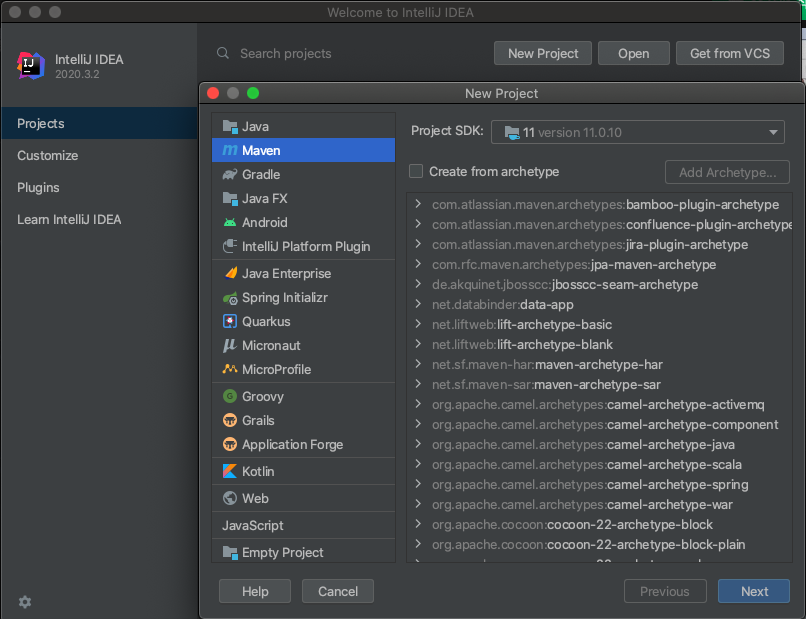 Welcome to IntelliJ IDEA
IntelliJ IDEA
2020.3.2
Search projects
New Project
Open
Get from VCS
Projects
Customize
Plugins
Learn IntelliJ IDEA
New Project
Java
Maven
Gradle
Java FX
Android
IntelliJ Platform Plugin
Java Enterprise
Spring Initializr
Quarkus
Micronaut
MicroProfile
Groovy
Grails
Application Forge
Kotlin
Web
JavaScript
Empty Project
Project SDK: 11 version 11.0.10
Create from archetype
Add Archetype...
com.atlassian.maven.archetypes:bamboo-plugin-archetype
com.atlassian.maven.archetypes:confluence-plugin-archetype
com.atlassian.maven.archetypes:jira-plugin-archetype
com.rfc.maven.archetypes:jpa-maven-archetype
de.akquinet.jbosscc:jbosscc-seam-archetype
net.databinder:data-app
net.liftweb:lift-archetype-basic
net.liftweb:lift-archetype-blank
net.sf.maven-har:maven-archetype-har
net.sf.maven-sar:maven-archetype-sar
org.apache.camel.archetypes:camel-archetype-activemq
org.apache.camel.archetypes:camel-archetype-component
org.apache.camel.archetypes:camel-archetype-java
org.apache.camel.archetypes:camel-archetype-scala
org.apache.camel.archetypes:camel-archetype-spring
org.apache.camel.archetypes:camel-archetype-war
org.apache.cocoon:cocoon-22-archetype-block
org.apache.cocoon:cocoon-22-archetype-block-plain
Help
Cancel
Previous
Next